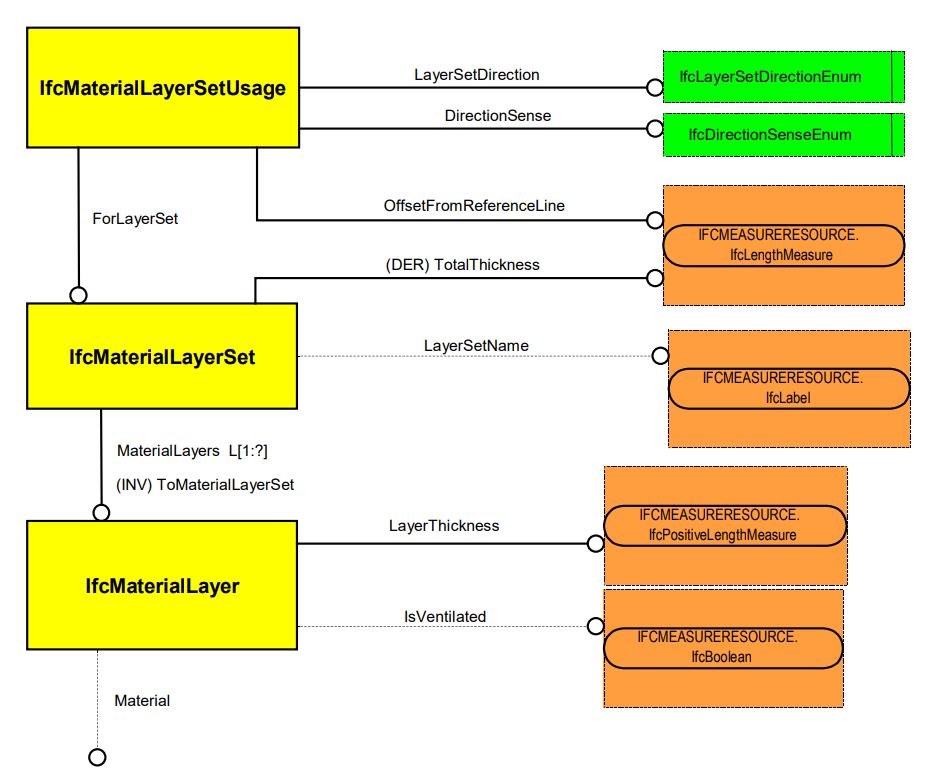 IfcMaterialLayerSetUsage
LayerSetDirection
IfcLayerSetDirectionEnum
DirectionSense
IfcDirectionSenseEnum
ForLayerSet
OffsetFromReferenceLine
IFCMEASURERESOURCE.
IfcLengthMeasure
(DER) TotalThickness
IfcMaterialLayerSet
LayerSetName
IFCMEASURERESOURCE.
IfcLabel
MaterialLayers L[1:?]
(INV) ToMaterialLayerSet
IfcMaterialLayer
LayerThickness
IFCMEASURERESOURCE.
IfcPositiveLengthMeasure
IsVentilated
IFCMEASURERESOURCE.
IfcBoolean
Material